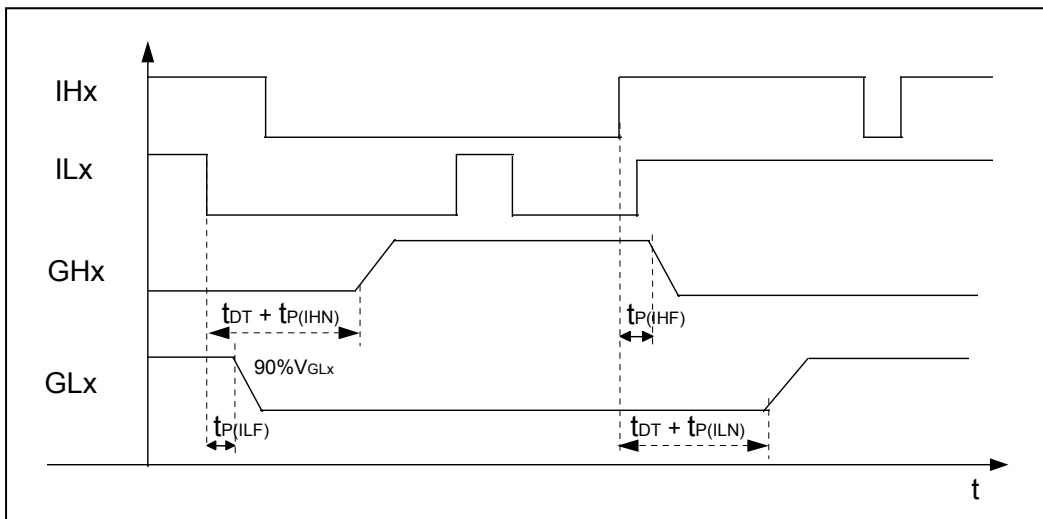 IHx
ILx
GHx
tDT + tP(IHN)
tP(IHF)
90%VGLx
GLx
tP(ILF)
tDT + tP(ILN)
t